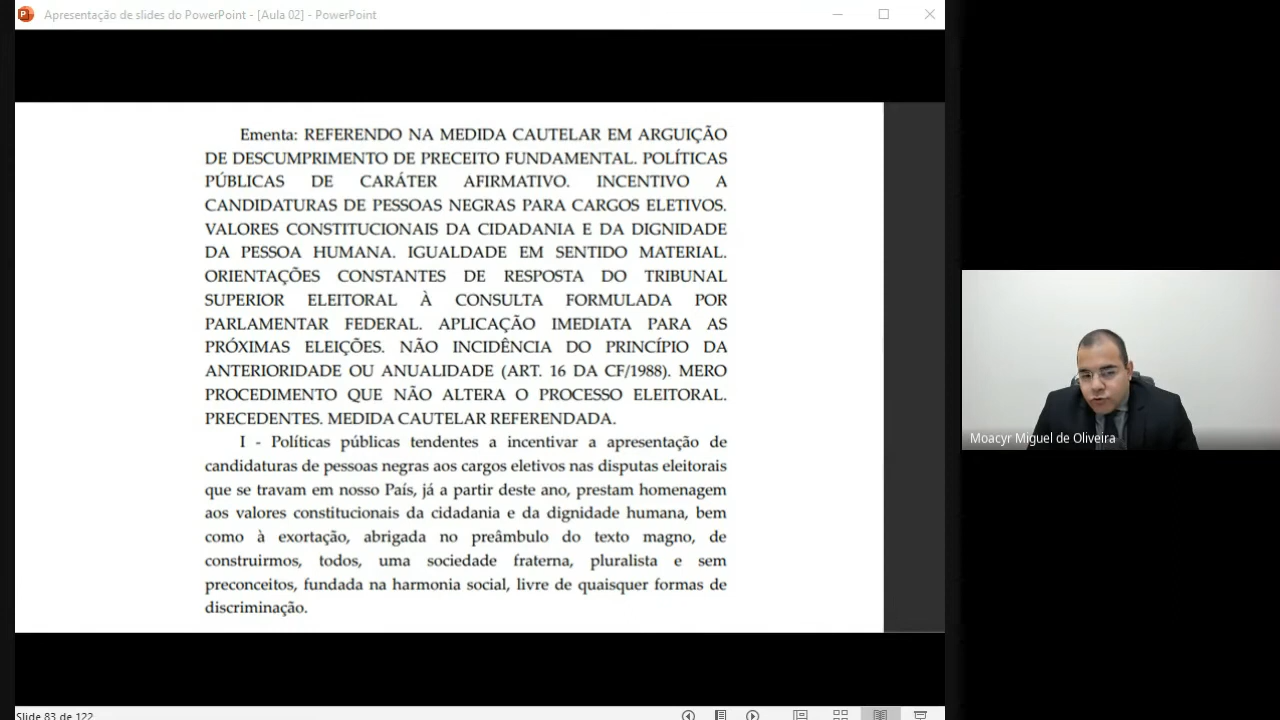 Apresentação de slides do PowerPoint - [Aula 02] - PowerPoint
Ementa: REFERENDO NA MEDIDA CAUTELAR EM ARGUIÇÃO
DE DESCUMPRIMENTO DE PRECEITO FUNDAMENTAL. POLÍTICAS
PÚBLICAS DE CARÁTER AFIRMATIVO. INCENTIVO A
CANDIDATURAS DE PESSOAS NEGRAS PARA CARGOS ELETIVOS.
VALORES CONSTITUCIONAIS DA CIDADANIA E DA DIGNIDADE
DA PESSOA HUMANA. IGUALDADE EM SENTIDO MATERIAL.
ORIENTAÇÕES CONSTANTES DE RESPOSTA DO TRIBUNAL
SUPERIOR ELEITORAL À CONSULTA FORMULADA POR
PARLAMENTAR FEDERAL. APLICAÇÃO IMEDIATA PARA AS
PRÓXIMAS ELEIÇÕES. NÃO INCIDÊNCIA DO PRINCÍPIO DA
ANTERIORIDADE OU ANUALIDADE (ART. 16 DA CF/1988). MERO
PROCEDIMENTO QUE NÃO ALTERA O PROCESSO ELEITORAL.
PRECEDENTES. MEDIDA CAUTELAR REFERENDADA.
I - Políticas públicas tendentes a incentivar a apresentação de
candidaturas de pessoas negras aos cargos eletivos nas disputas eleitorais
que se travam em nosso País, já a partir deste ano, prestam homenagem
aos valores constitucionais da cidadania e da dignidade humana, bem
como à exortação, abrigada no preâmbulo do texto magno, de
construirmos, todos, uma sociedade fraterna, pluralista e sem
preconceitos, fundada na harmonia social, livre de quaisquer formas de
discriminação.
Moacyr Miguel de Oliveira
Slide 83 de 122